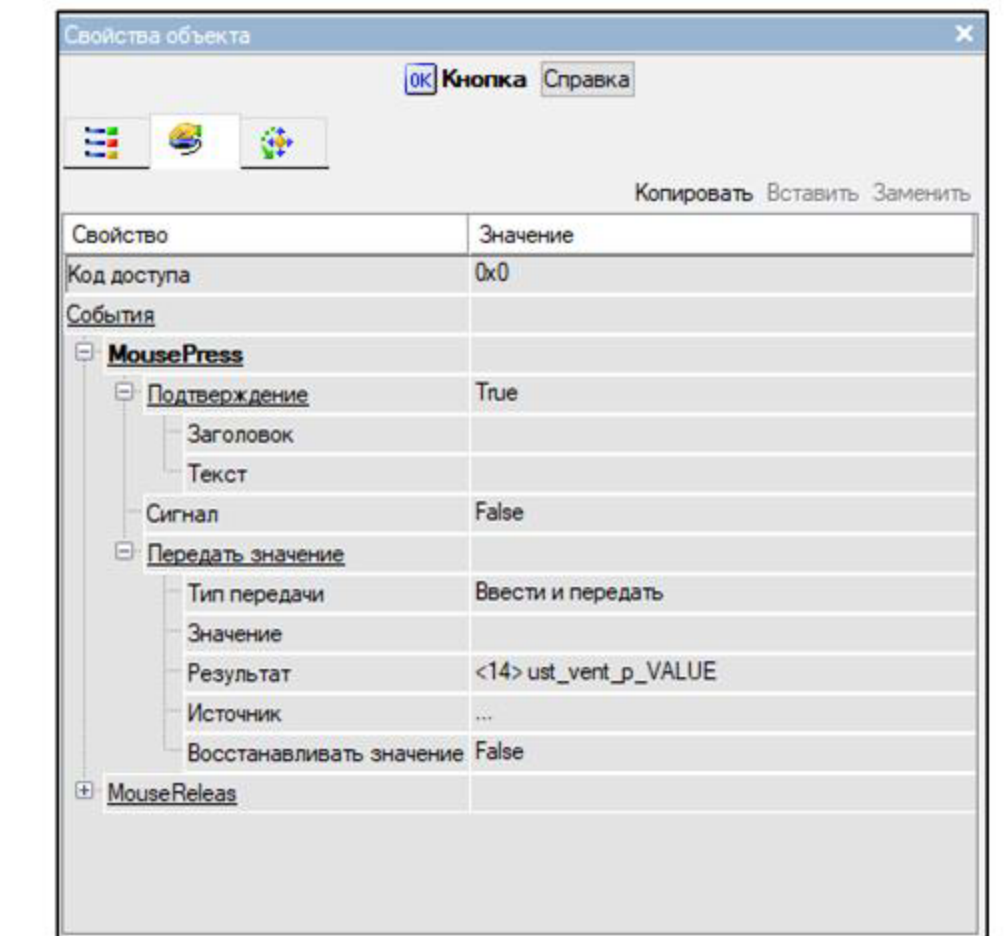 Свойства объекта
OK Кнопка Справка
Копировать Вставить Заменить
Свойство Значение
Код доступа 0x0
События
MousePress
Подтверждение True
Заголовок
Текст
Сигнал False
Передать значение
Тип передачи Ввести и передать
Значение
Результат <14> ust_vent_p_VALUE
Источник ...
Восстанавливать значение False
MouseReleas